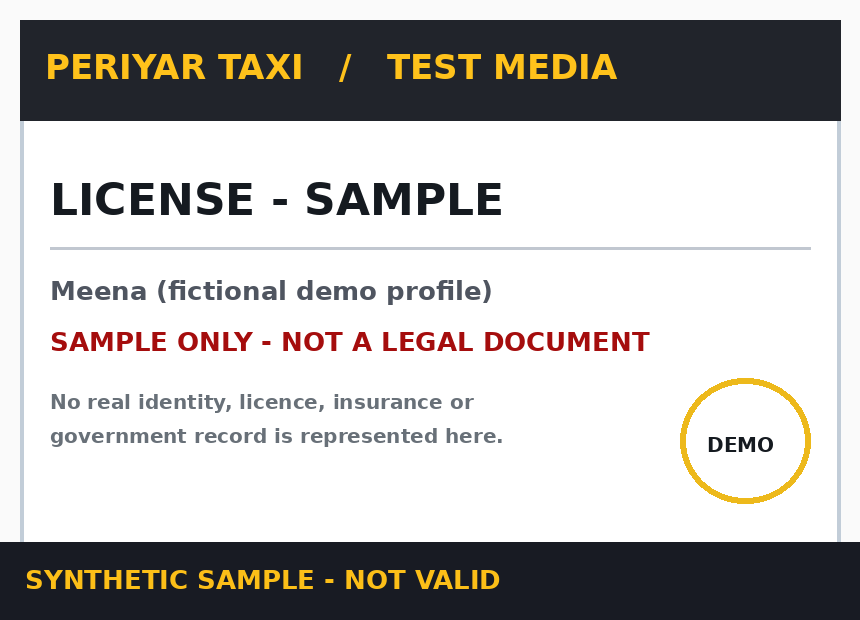 PERIYAR TAXI / TEST MEDIA
LICENSE - SAMPLE
Meena (fictional demo profile)
SAMPLE ONLY - NOT A LEGAL DOCUMENT
No real identity, licence, insurance or
government record is represented here.
DEMO
SYNTHETIC SAMPLE - NOT VALID